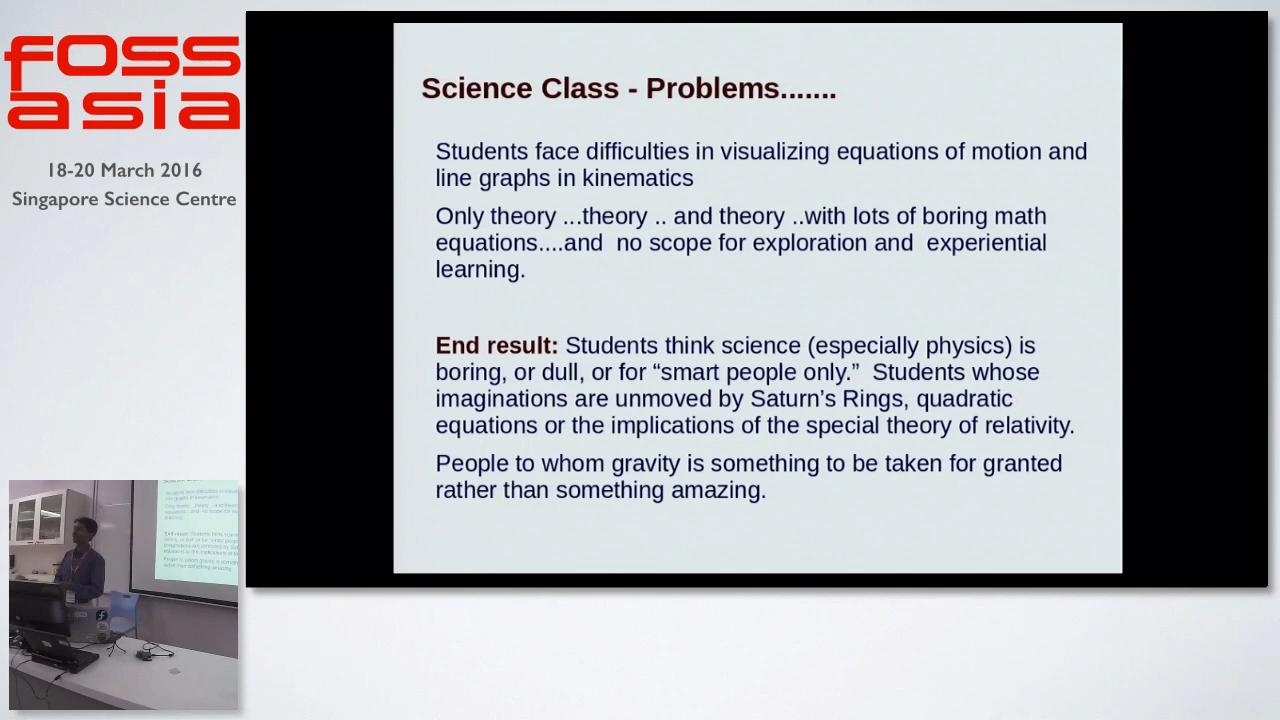 foss
asia
18-20 March 2016
Singapore Science Centre
Science Class - Problems.......
Students face difficulties in visualizing equations of motion and
line graphs in kinematics
Only theory ...theory .. and theory ..with lots of boring math
equations....and  no scope for exploration and  experiential
learning.
End result: Students think science (especially physics) is
boring, or dull, or for “smart people only.”  Students whose
imaginations are unmoved by Saturn’s Rings, quadratic
equations or the implications of the special theory of relativity.
People to whom gravity is something to be taken for granted
rather than something amazing.